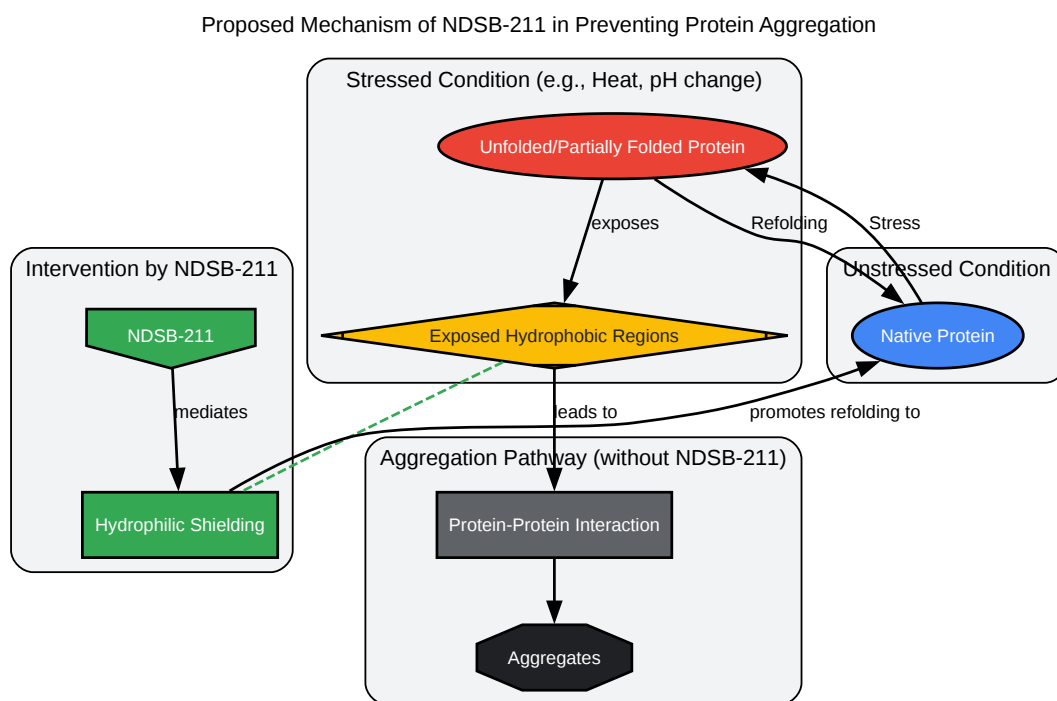 Proposed Mechanism of NDSB-211 in Preventing Protein Aggregation
Stressed Condition (e.g., Heat, pH change)
Unfolded/Partially Folded Protein
exposes
Refolding
Stress
Intervention by NDSB-211
Unstressed Condition
NDSB-211
Exposed Hydrophobic Regions
Native Protein
mediates
leads to
promotes refolding to
Aggregation Pathway (without NDSB-211)
Hydrophilic Shielding
Protein-Protein Interaction
Aggregates